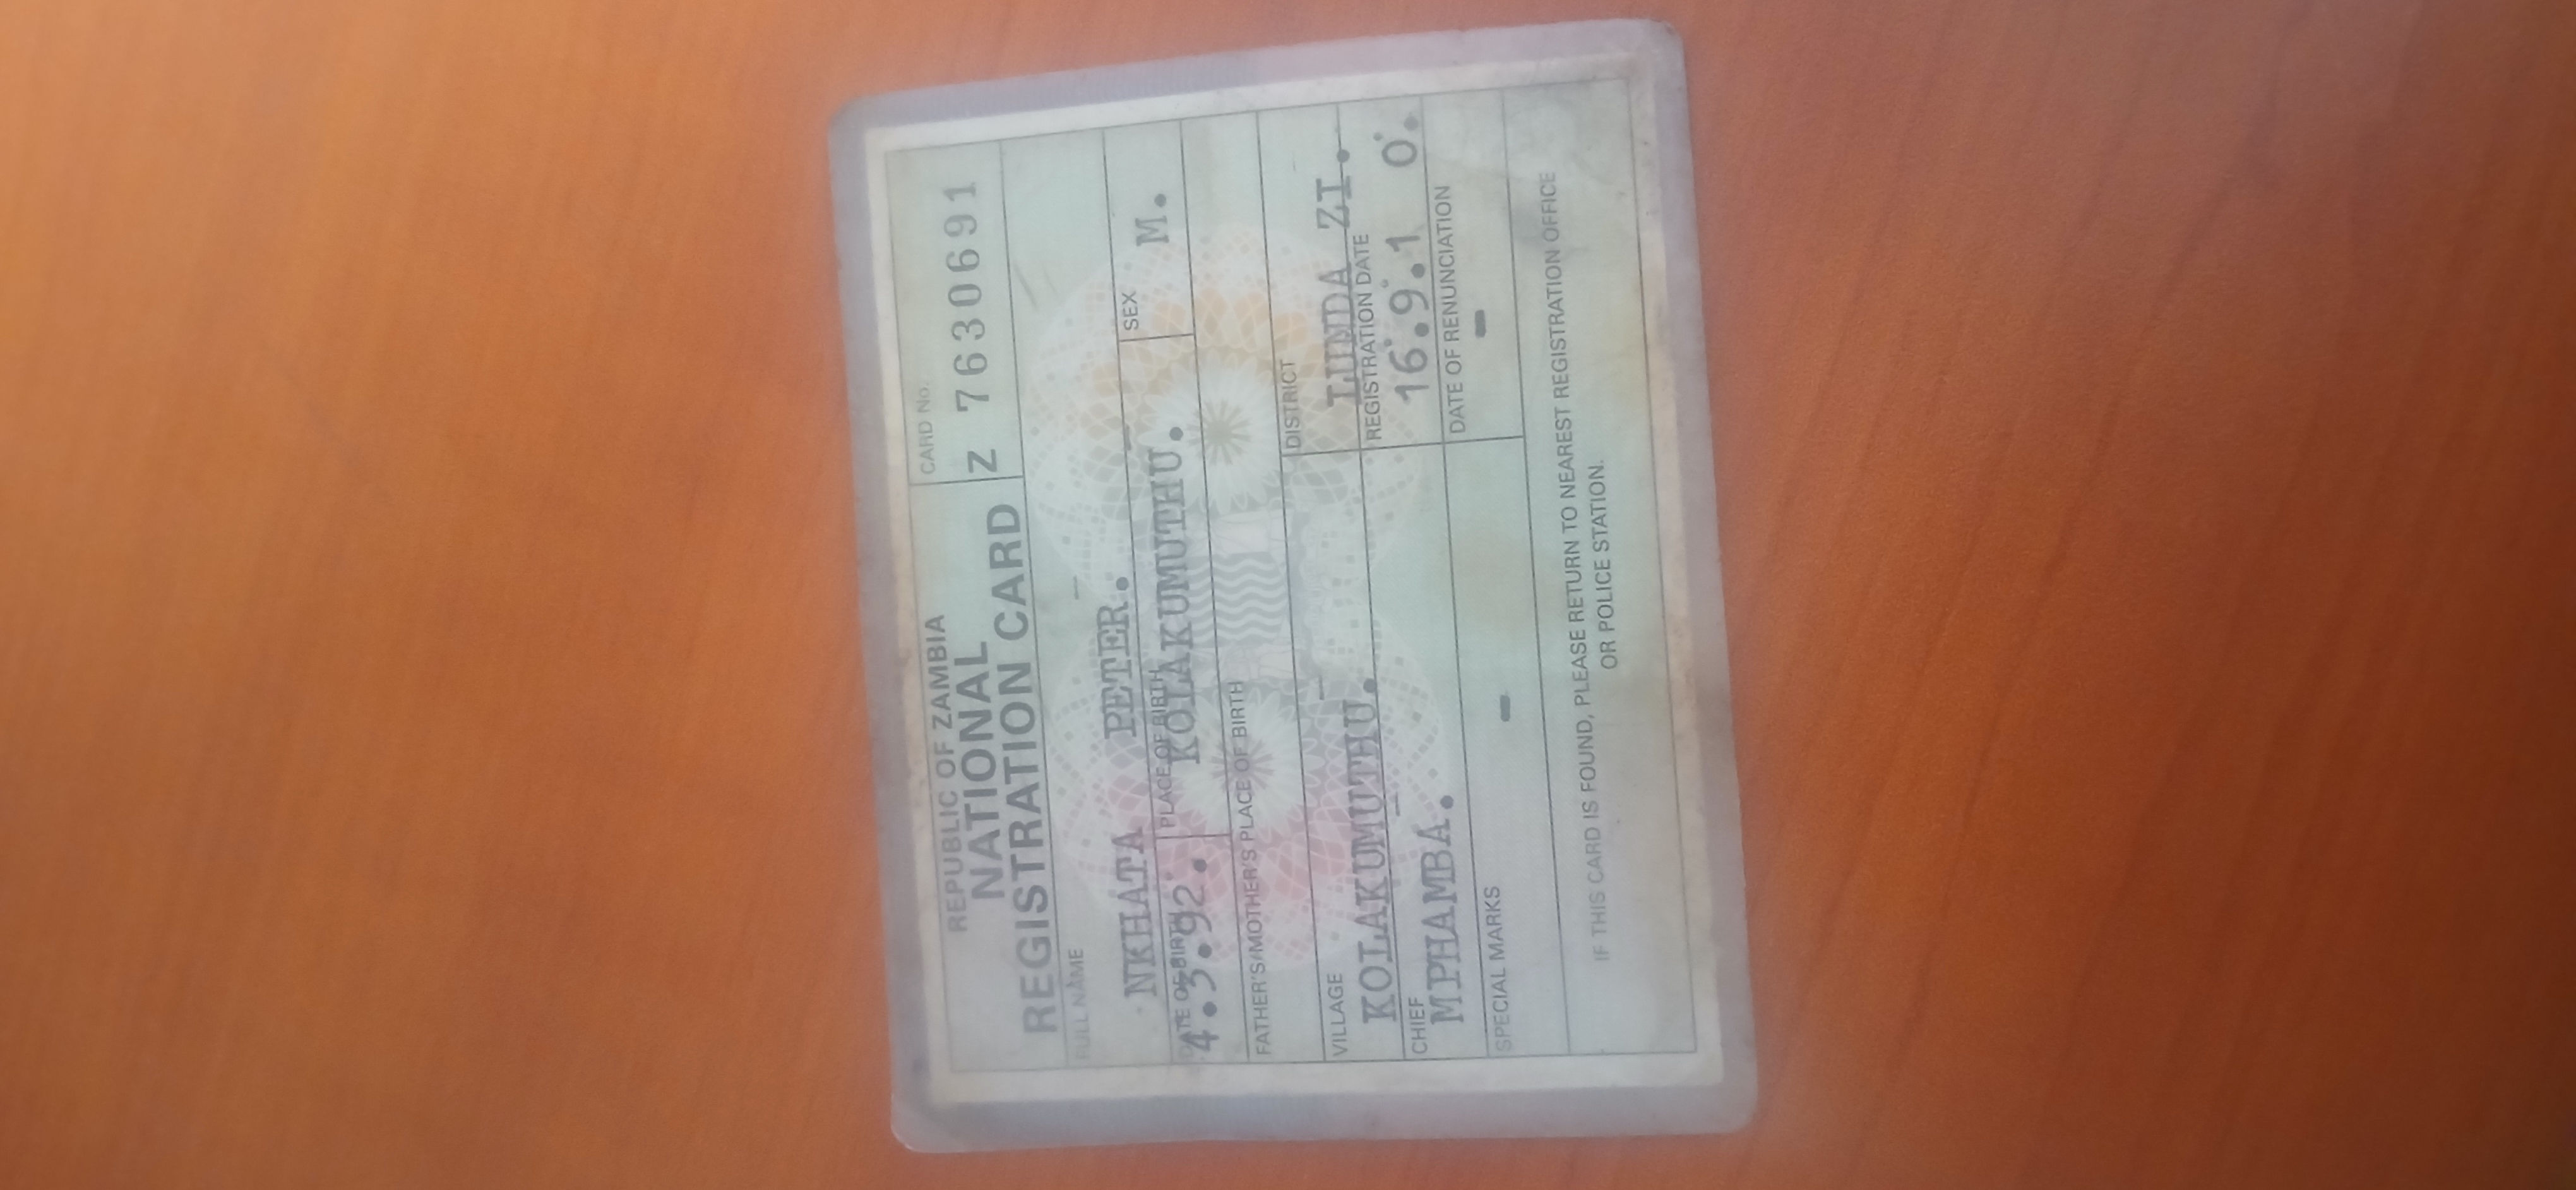 REPUBLIC OF ZAMBIA
NATIONAL
REGISTRATION CARD
CARD No.
Z 7630691
FULL NAME
NKHATA PETER.
SEX
M.
DATE OF BIRTH
4.3.92.
PLACE OF BIRTH
KOLAKUMUTHU.
FATHER'S/MOTHER'S PLACE OF BIRTH
VILLAGE
KOLAKUMUTHU.
DISTRICT
LUNDA ZI.
CHIEF
MPHAMBA.
REGISTRATION DATE
16.9.1 0.
SPECIAL MARKS
-
DATE OF RENUNCIATION
-
IF THIS CARD IS FOUND, PLEASE RETURN TO NEAREST REGISTRATION OFFICE
OR POLICE STATION.